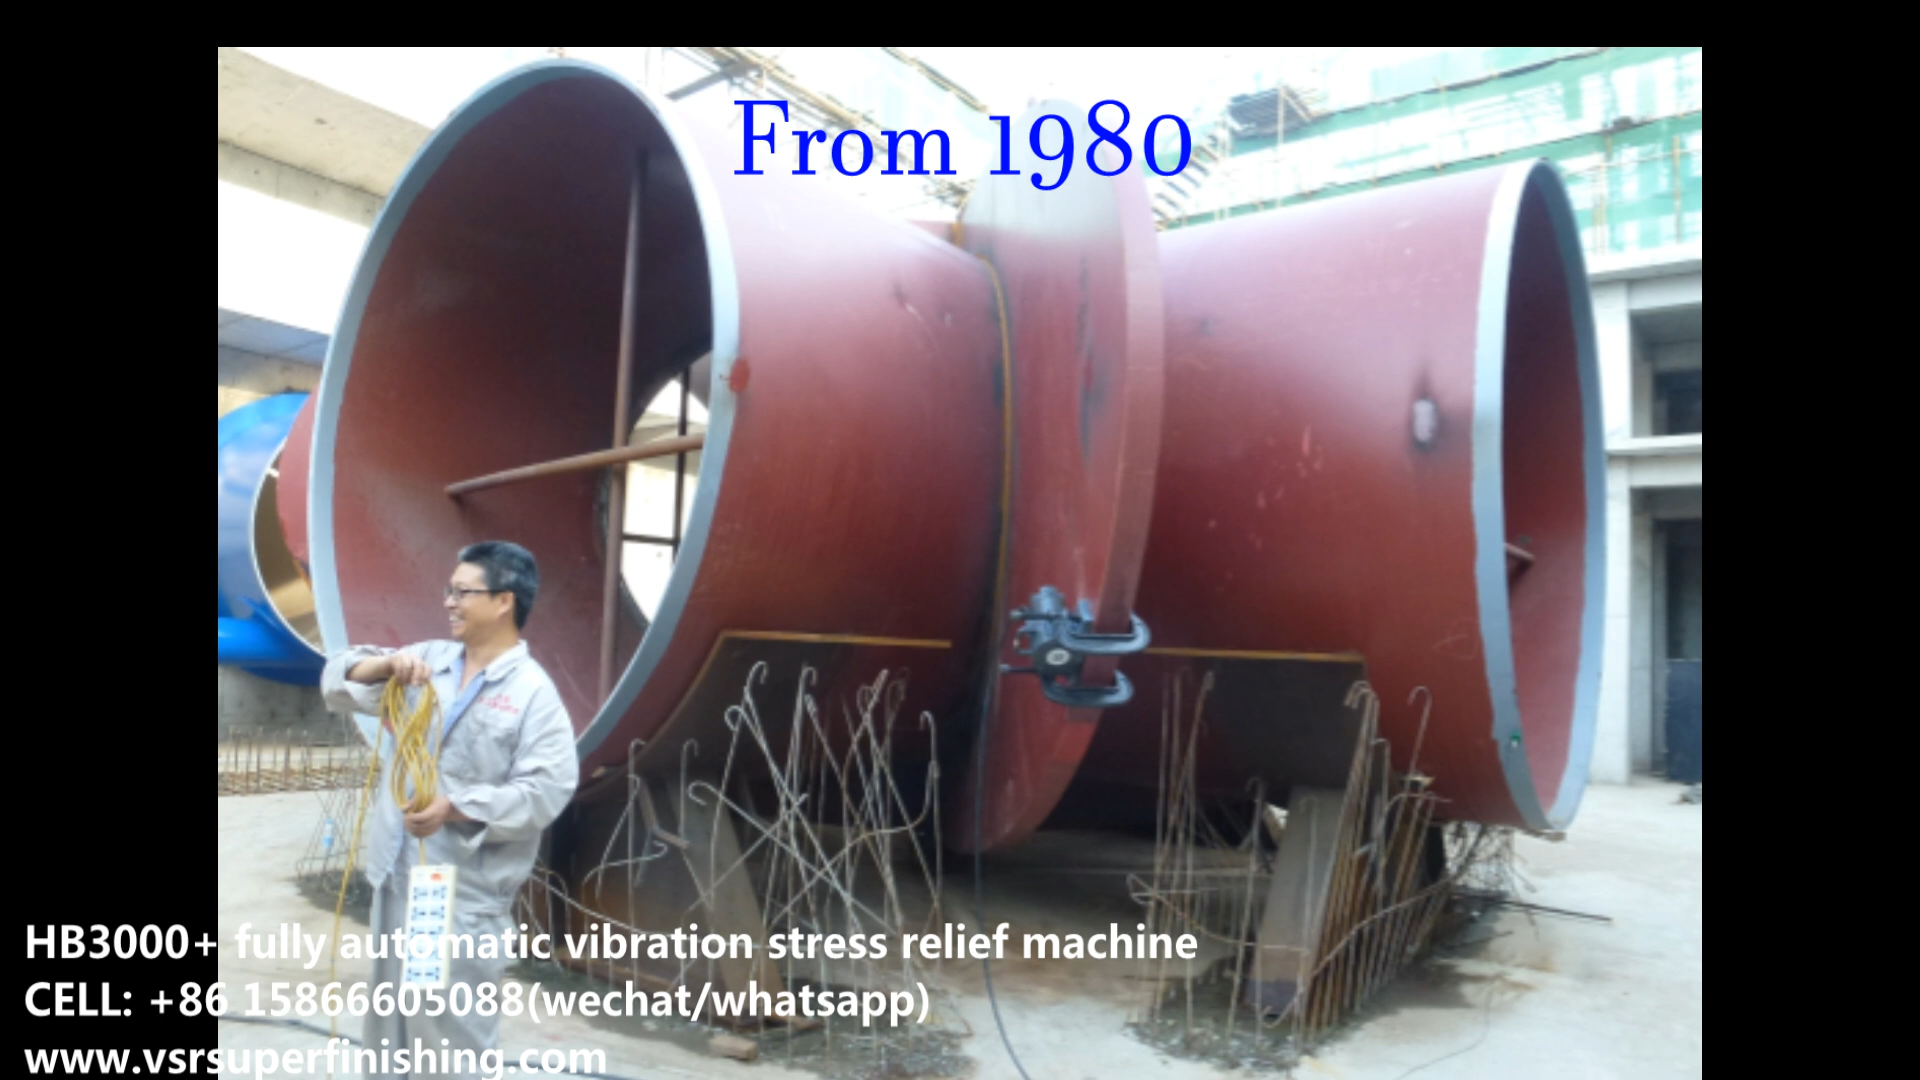 From 1980
HB3000+ fully automatic vibration stress relief machine
CELL: +86 15866605088(wechat/whatsapp)
www.vsrsuperfinishing.com